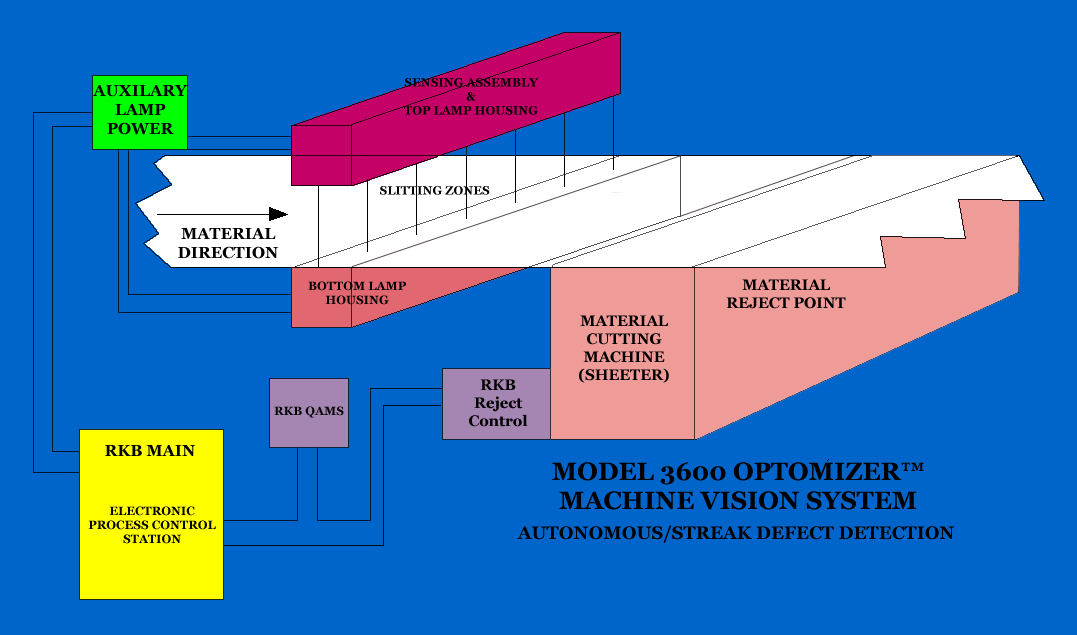 AUXILARY
LAMP
POWER
SENSING ASSEMBLY
&
TOP LAMP HOUSING
SLITTING ZONES
MATERIAL
DIRECTION
BOTTOM LAMP
HOUSING
MATERIAL
REJECT POINT
MATERIAL
CUTTING
MACHINE
(SHEETER)
RKB QAMS
RKB
Reject
Control
RKB MAIN
ELECTRONIC
PROCESS CONTROL
STATION
MODEL 3600 OPTOMIZER™
MACHINE VISION SYSTEM
AUTONOMOUS/STREAK DEFECT DETECTION